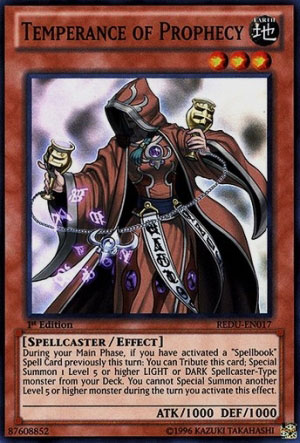 TEMPERANCE OF PROPHECY
EARTH
地
1st Edition
REDU-EN017
[SPELLCASTER / EFFECT]
During your Main Phase, if you have activated a "Spellbook"
Spell Card previously this turn: You can Tribute this card; Special
Summon 1 Level 5 or higher LIGHT or DARK Spellcaster-Type
monster from your Deck. You cannot Special Summon another
Level 5 or higher monster during the turn you activate this effect.
ATK/1000 DEF/1000
87608852
©1996 KAZUKI TAKAHASHI